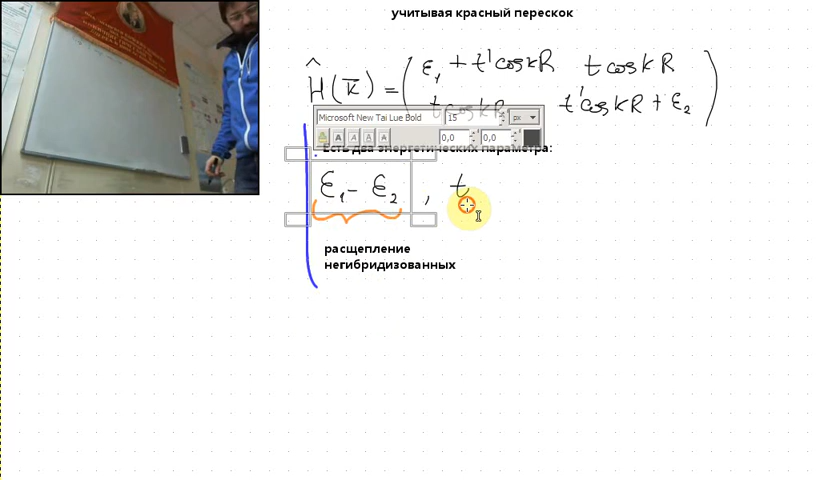 учитывая красный перескок
Ĥ(k̅) = ( ε₁ + t' cos kR   t cos kR
t cos kR   t' cos kR + ε₂ )
Microsoft New Tai Lue Bold 15 px
A A A A 0,0 0,0
Есть два энергетических параметра:
ε₁ - ε₂ , t
расщепление
негибридизованных